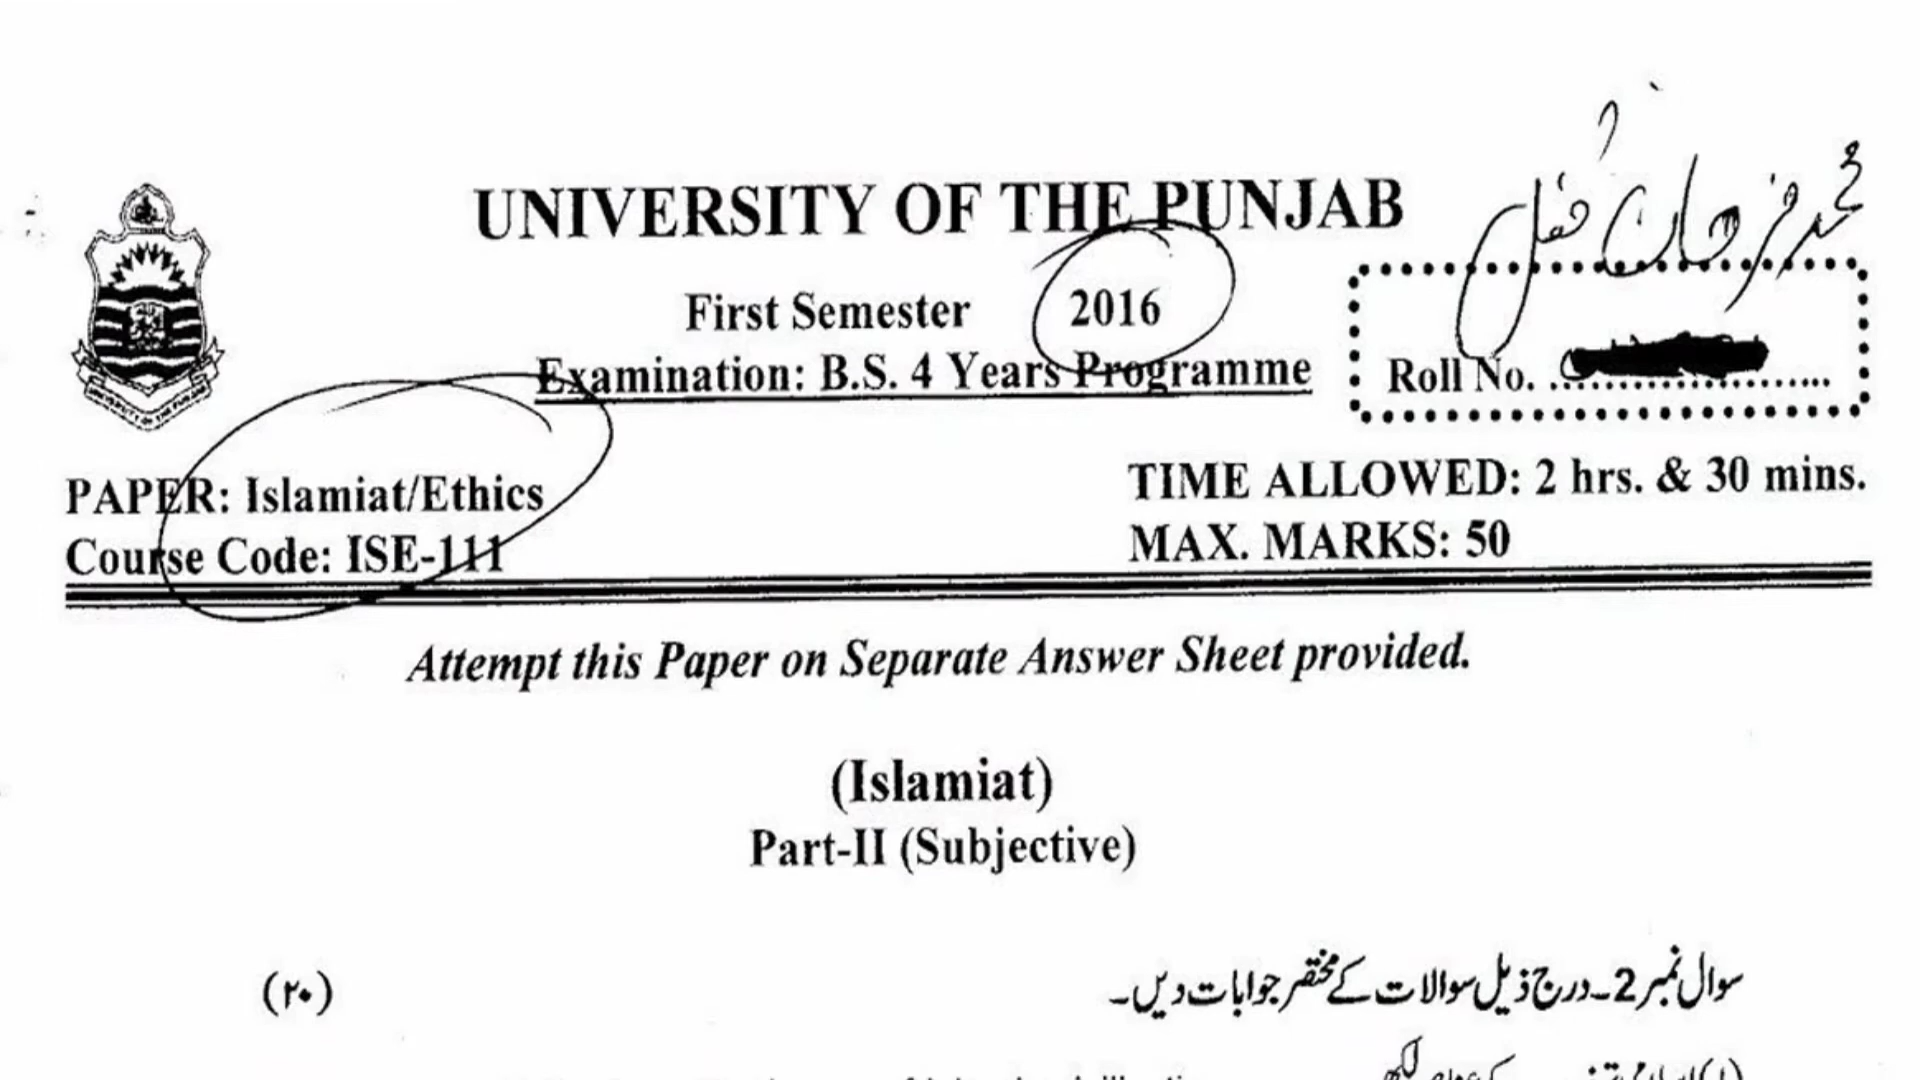 محمد فرحان
UNIVERSITY OF THE PUNJAB
First Semester 2016
Examination: B.S. 4 Years Programme
Roll No. ..............................
PAPER: Islamiat/Ethics
Course Code: ISE-111
TIME ALLOWED: 2 hrs. & 30 mins.
MAX. MARKS: 50
Attempt this Paper on Separate Answer Sheet provided.
(Islamiat)
Part-II (Subjective)
سوال نمبر 2۔ درج ذیل سوالات کے مختصر جوابات دیں۔ (۲۰)